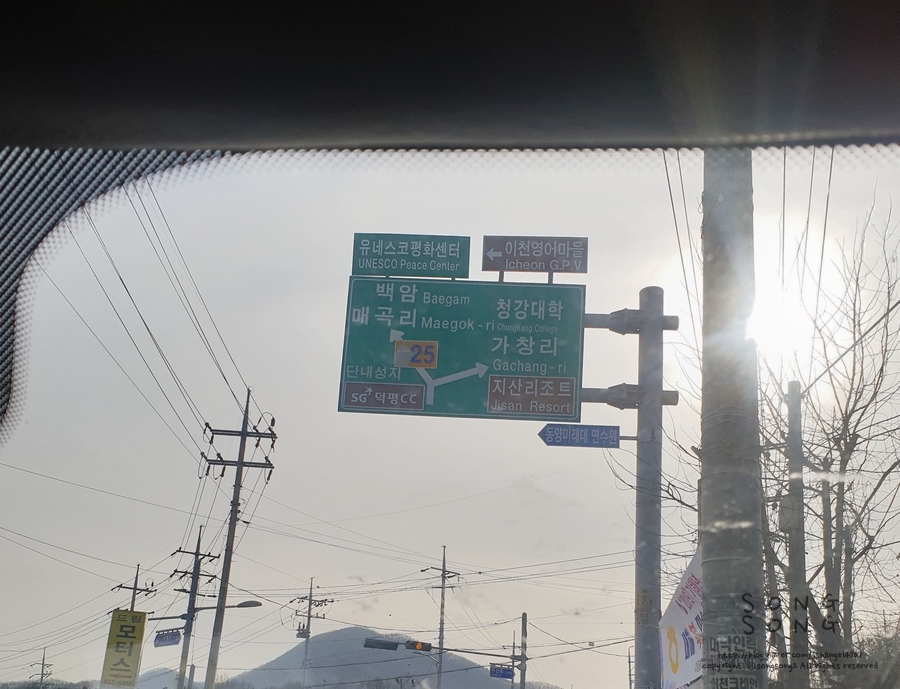 유네스코평화센터
UNESCO Peace Center
이천영어마을
Icheon G.P.V
백암 Baegam
매곡리 Maegok-ri
청강대학
ChungKang College
가창리
Gachang-ri
25
단내성지
SG 덕평CC
지산리조트
Jisan Resort
동양미래대 연수원
드림
모터스
SONG
SONG